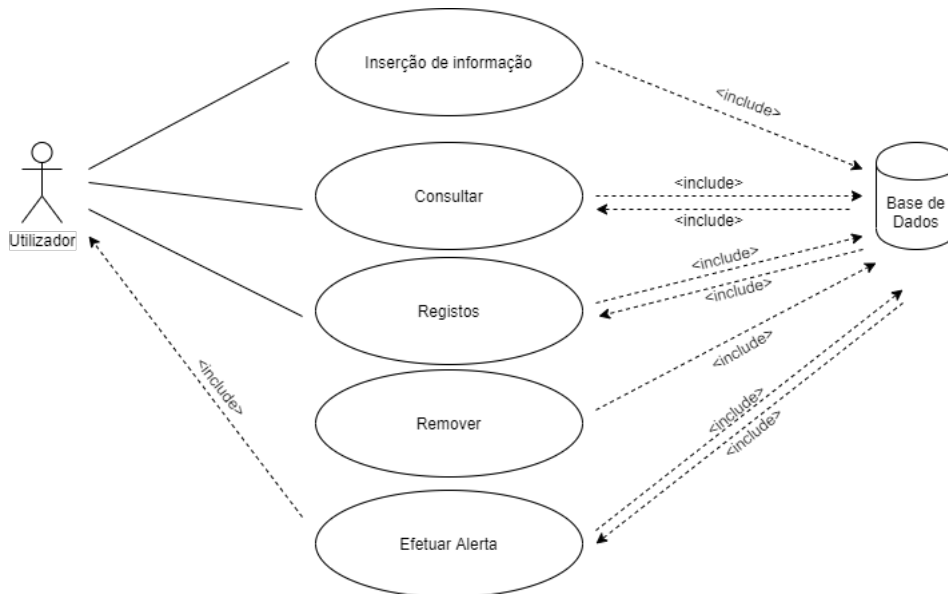 Inserção de informação
<include>
Utilizador
Consultar
<include>
<include>
Base de
Dados
Registos
<include>
<include>
<include>
Remover
<include>
<include>
<include>
Efetuar Alerta